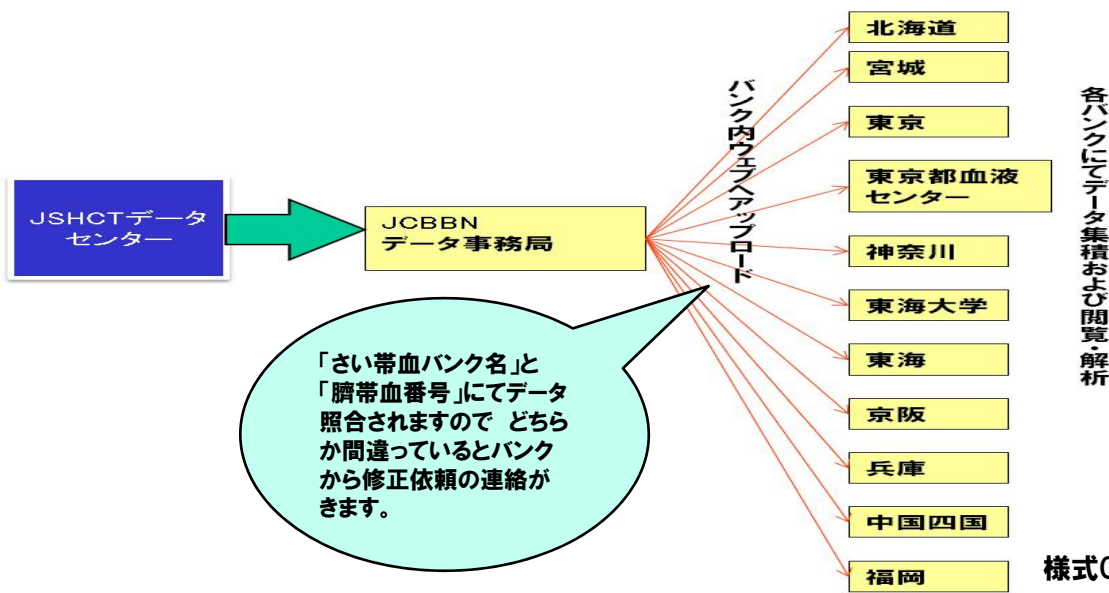 JSHCTデータ
センター
JCBBN
データ事務局
「さい帯血バンク名」と
「臍帯血番号」にてデータ
照合されますので どちら
か間違っているとバンク
から修正依頼の連絡が
きます。
バンク内ウェブへアップロード
北海道
宮城
東京
東京都血液
センター
神奈川
東海大学
東海
京阪
兵庫
中国四国
福岡
各バンクにてデータ集積および閲覧・解析
様式